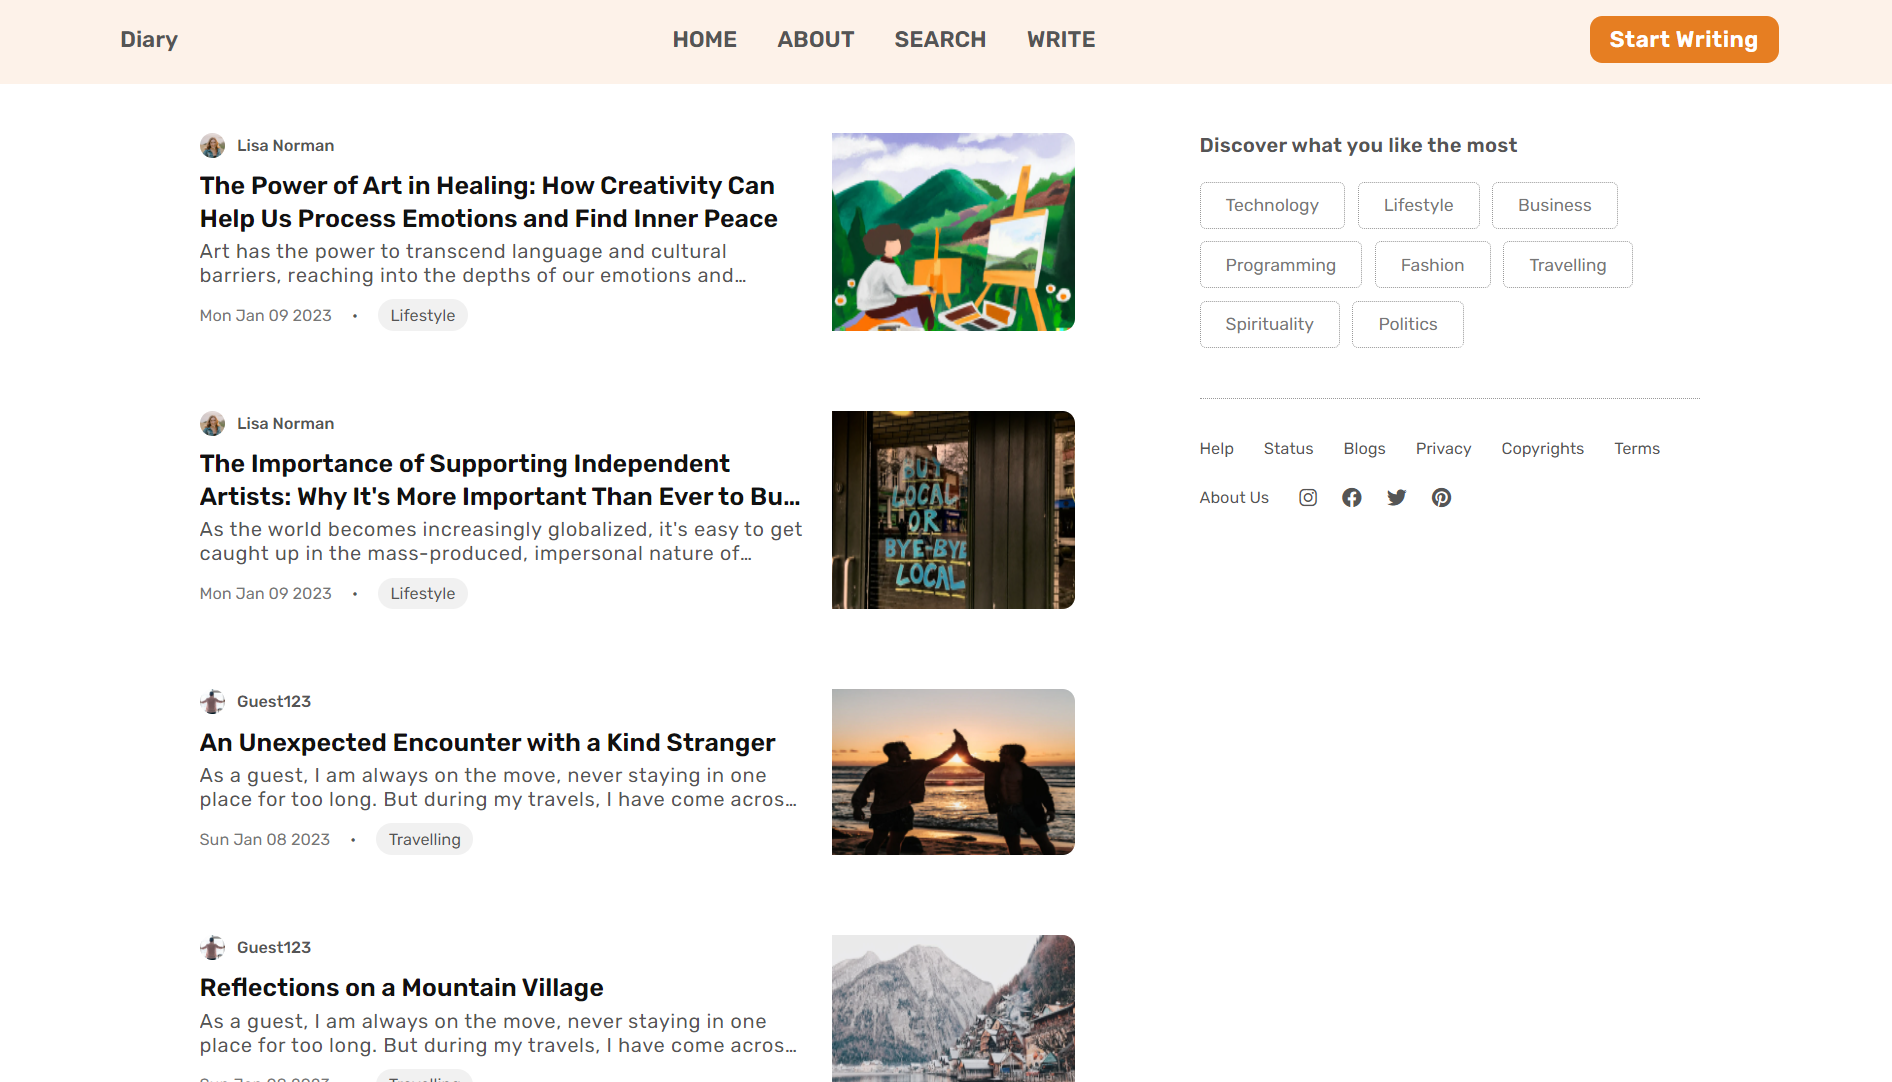 Diary
HOME ABOUT SEARCH WRITE
Start Writing
Lisa Norman
The Power of Art in Healing: How Creativity Can
Help Us Process Emotions and Find Inner Peace
Art has the power to transcend language and cultural
barriers, reaching into the depths of our emotions and…
Mon Jan 09 2023 • Lifestyle
Lisa Norman
The Importance of Supporting Independent
Artists: Why It's More Important Than Ever to Bu…
As the world becomes increasingly globalized, it's easy to get
caught up in the mass-produced, impersonal nature of…
Mon Jan 09 2023 • Lifestyle
BUY
LOCAL
OR
BYE-BYE
LOCAL
Guest123
An Unexpected Encounter with a Kind Stranger
As a guest, I am always on the move, never staying in one
place for too long. But during my travels, I have come acros…
Sun Jan 08 2023 • Travelling
Guest123
Reflections on a Mountain Village
As a guest, I am always on the move, never staying in one
place for too long. But during my travels, I have come acros…
Sun Jan 08 2023 Travelling
Discover what you like the most
Technology Lifestyle Business
Programming Fashion Travelling
Spirituality Politics
Help Status Blogs Privacy Copyrights Terms
About Us